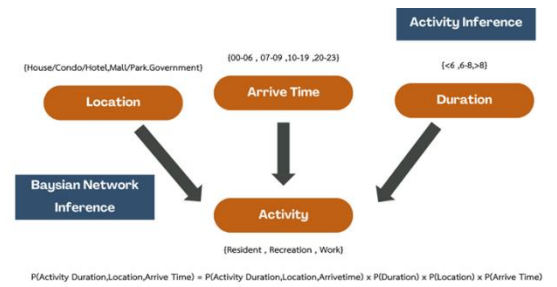 Activity Inference
{House/Condo/Hotel,Mall/Park.Government}
{00-06 , 07-09 ,10-19 ,20-23}
{<6 ,6-8,>8}
Location
Arrive Time
Duration
Baysian Network
Inference
Activity
{Resident , Recreation , Work}
P(Activity Duration,Location,Arrive Time) = P(Activity Duration,Location,Arrivetime) x P(Duration) x P(Location) x P(Arrive Time)